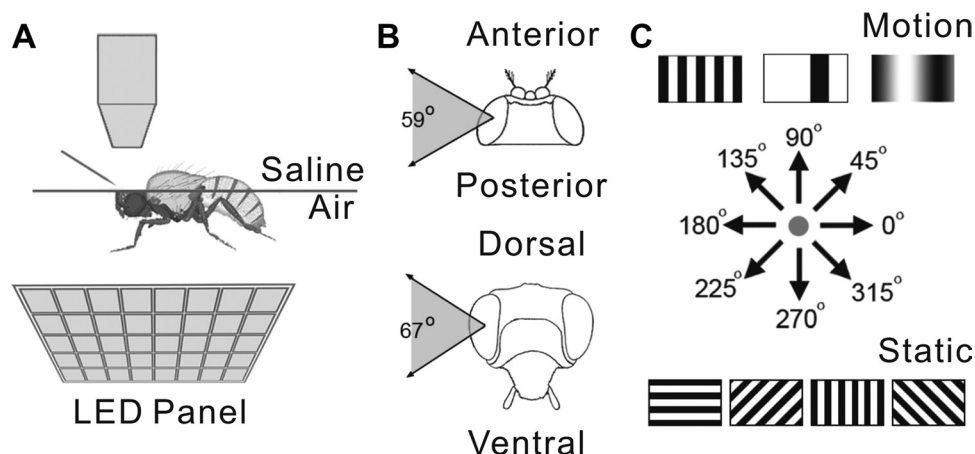 A
Saline
Air
LED Panel
B
Anterior
59°
Posterior
Dorsal
67°
Ventral
C
Motion
90°
135°
45°
180°
0°
225°
315°
270°
Static